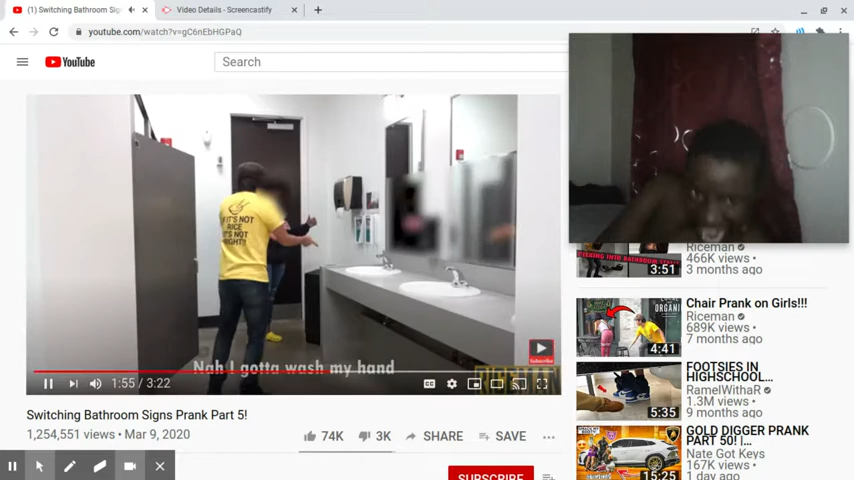 (1) Switching Bathroom Sig
Video Details - Screencastify
youtube.com/watch?v=gC6nEbHGPaQ
YouTube
Search
IF IT'S NOT
RICE
IT'S NOT
RIGHT!
Nah I gotta wash my hand
Subscribe
1:55 / 3:22
CC
Switching Bathroom Signs Prank Part 5!
1,254,551 views • Mar 9, 2020
74K
3K
SHARE
SAVE
SUBSCRIBE
Riceman
466K views •
3 months ago
3:51
Chair Prank on Girls!!!
Riceman
689K views •
7 months ago
4:41
FOOTSIES IN
HIGHSCHOOL...
RamelWithaR
1.3M views •
9 months ago
5:35
GOLD DIGGER PRANK
PART 50! |...
Nate Got Keys
167K views •
1 day ago
15:25